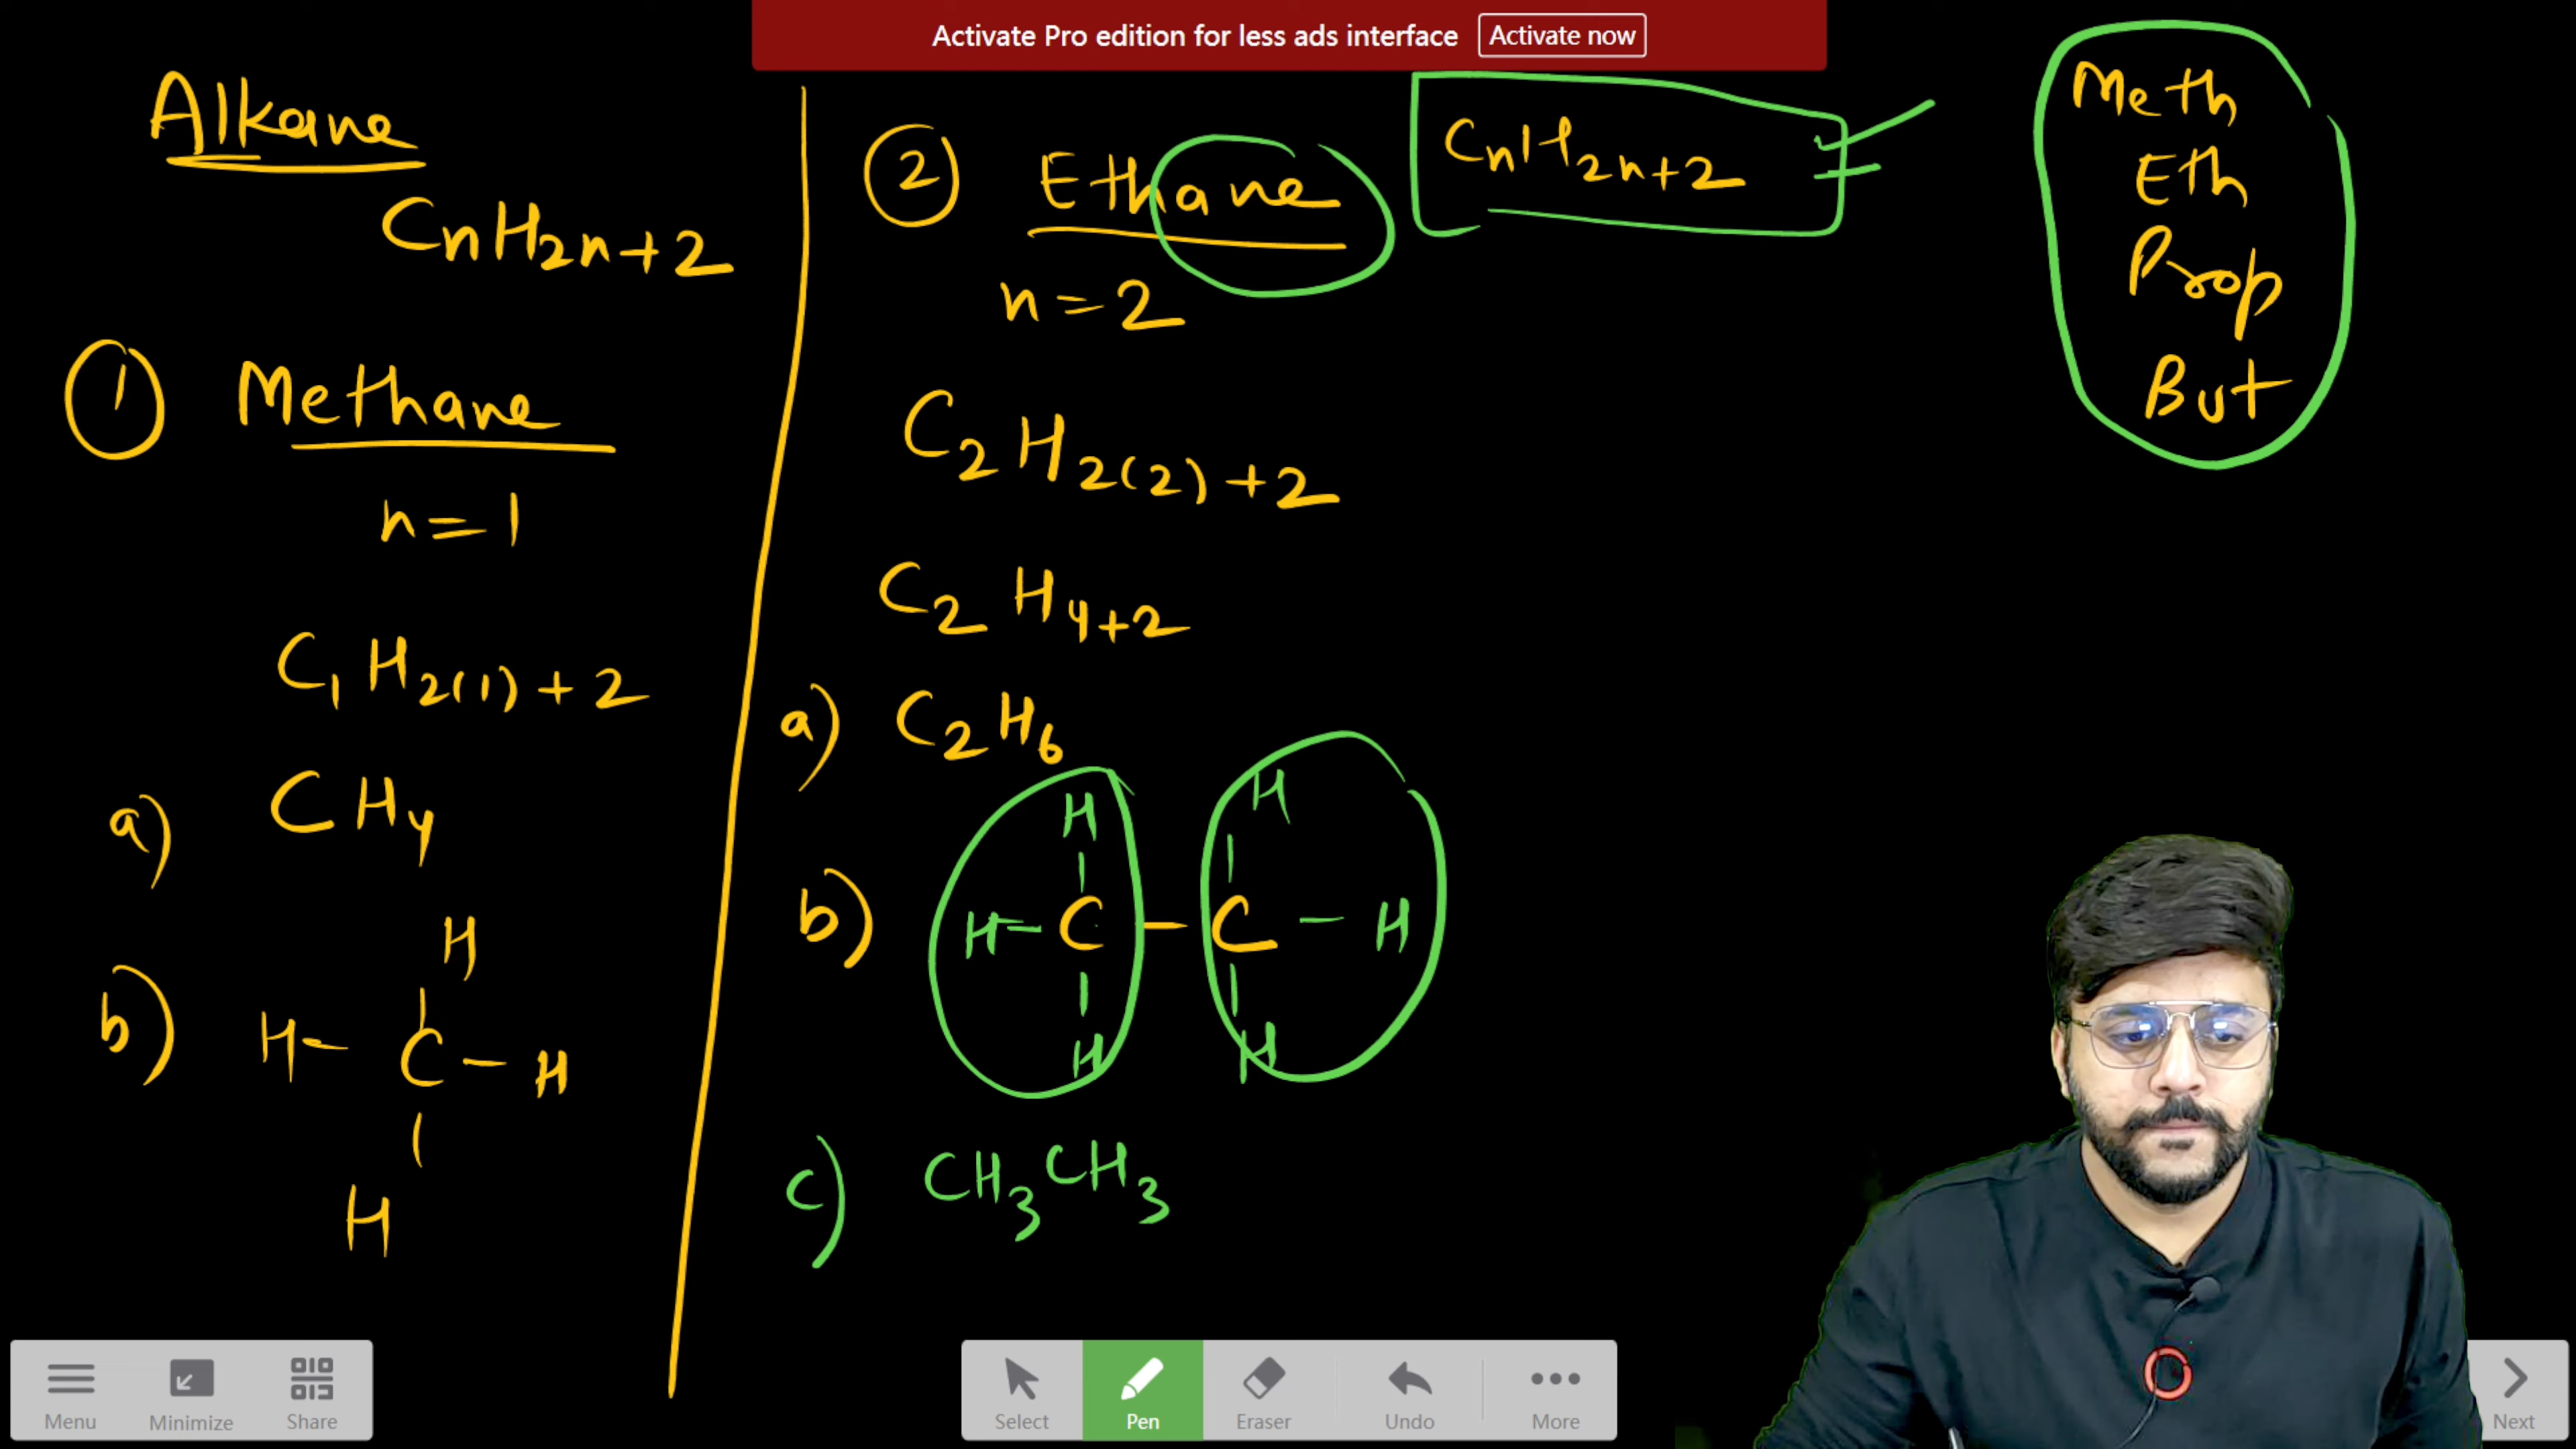 Activate Pro edition for less ads interface Activate now
Alkane
CnH2n+2
1 Methane
n=1
C1H2(1)+2
a) CH4
b) H
H- C - H
H
2 Ethane
CnH2n+2
n=2
C2H2(2)+2
C2H4+2
a) C2H6
H H
b) H- C - C - H
H H
c) CH3CH3
Meth
Eth
Prop
But
Menu Minimize Share
Select Pen Eraser Undo More
Next